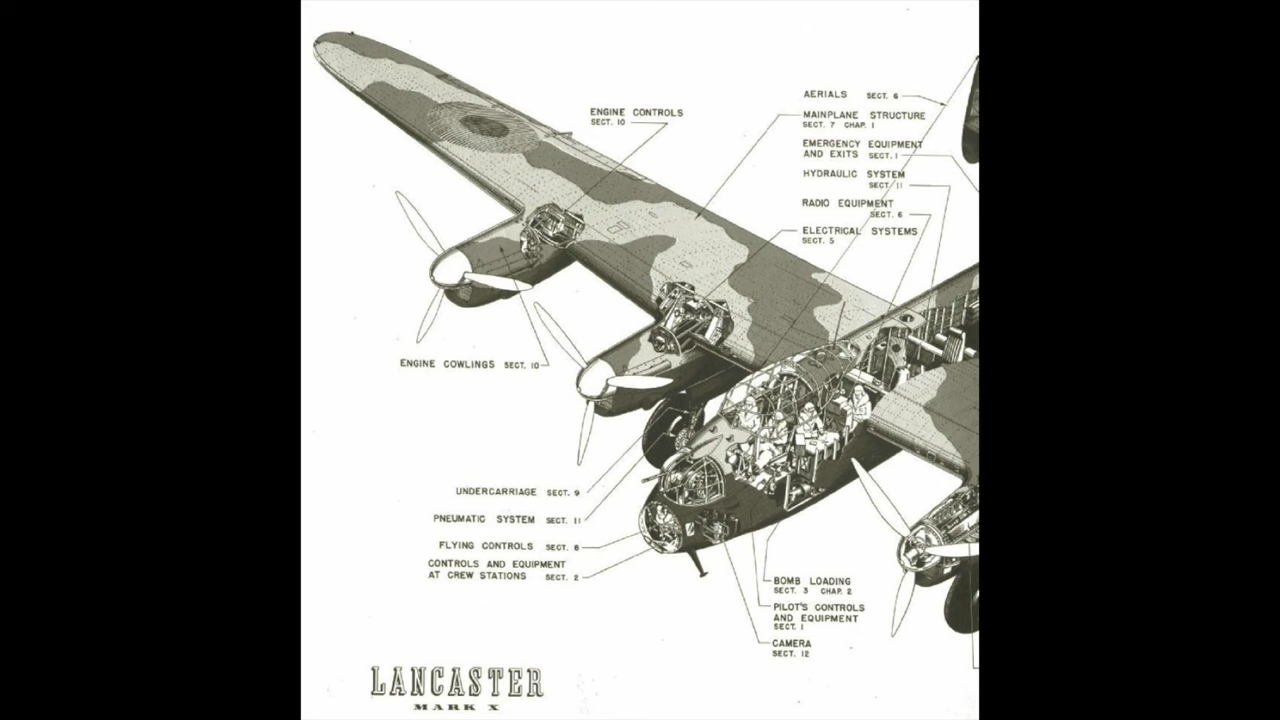 AERIALS SECT. 6
ENGINE CONTROLS
SECT. 10
MAINPLANE STRUCTURE
SECT. 7 CHAP. 1
EMERGENCY EQUIPMENT
AND EXITS SECT. 1
HYDRAULIC SYSTEM
SECT. 11
RADIO EQUIPMENT
SECT. 6
ELECTRICAL SYSTEMS
SECT. 5
ENGINE COWLINGS SECT. 10
UNDERCARRIAGE SECT. 9
PNEUMATIC SYSTEM SECT. 11
FLYING CONTROLS SECT. 8
CONTROLS AND EQUIPMENT
AT CREW STATIONS SECT. 2
BOMB LOADING
SECT. 3 CHAP. 2
PILOT'S CONTROLS
AND EQUIPMENT
SECT. 1
CAMERA
SECT. 12
LANCASTER
MARK X